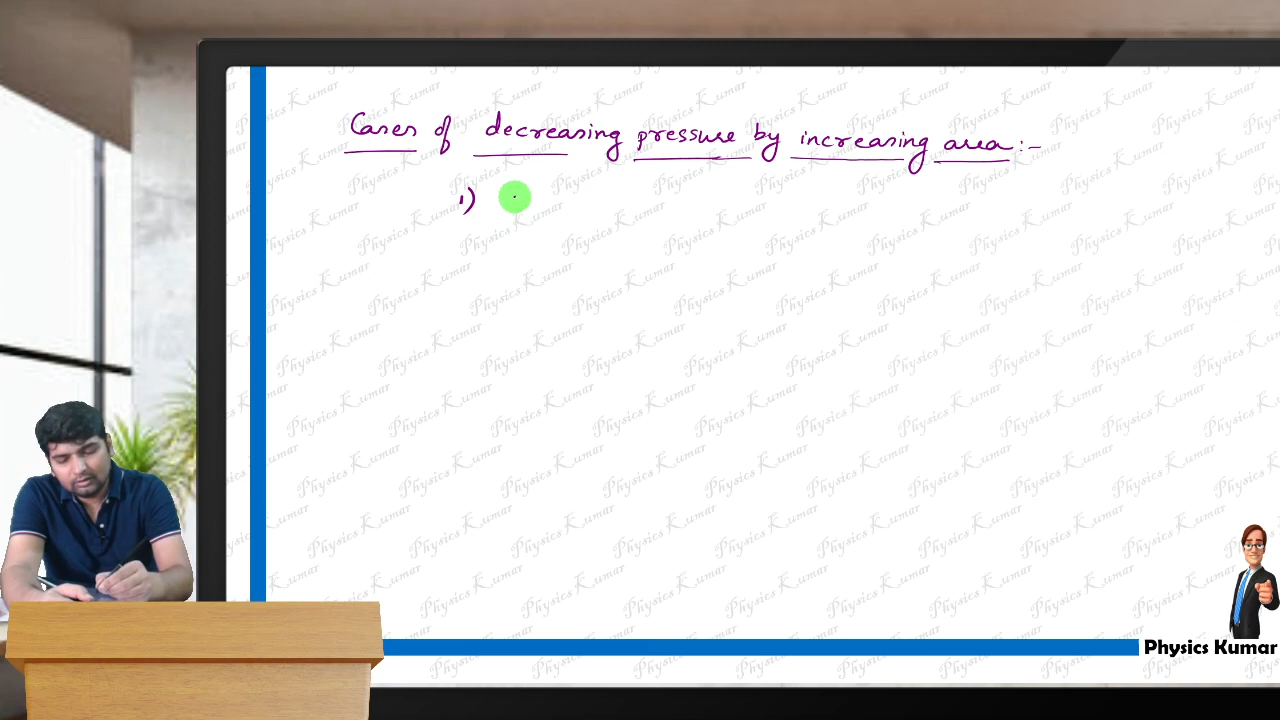 Cases of decreasing pressure by increasing area :-
1)
Physics Kumar